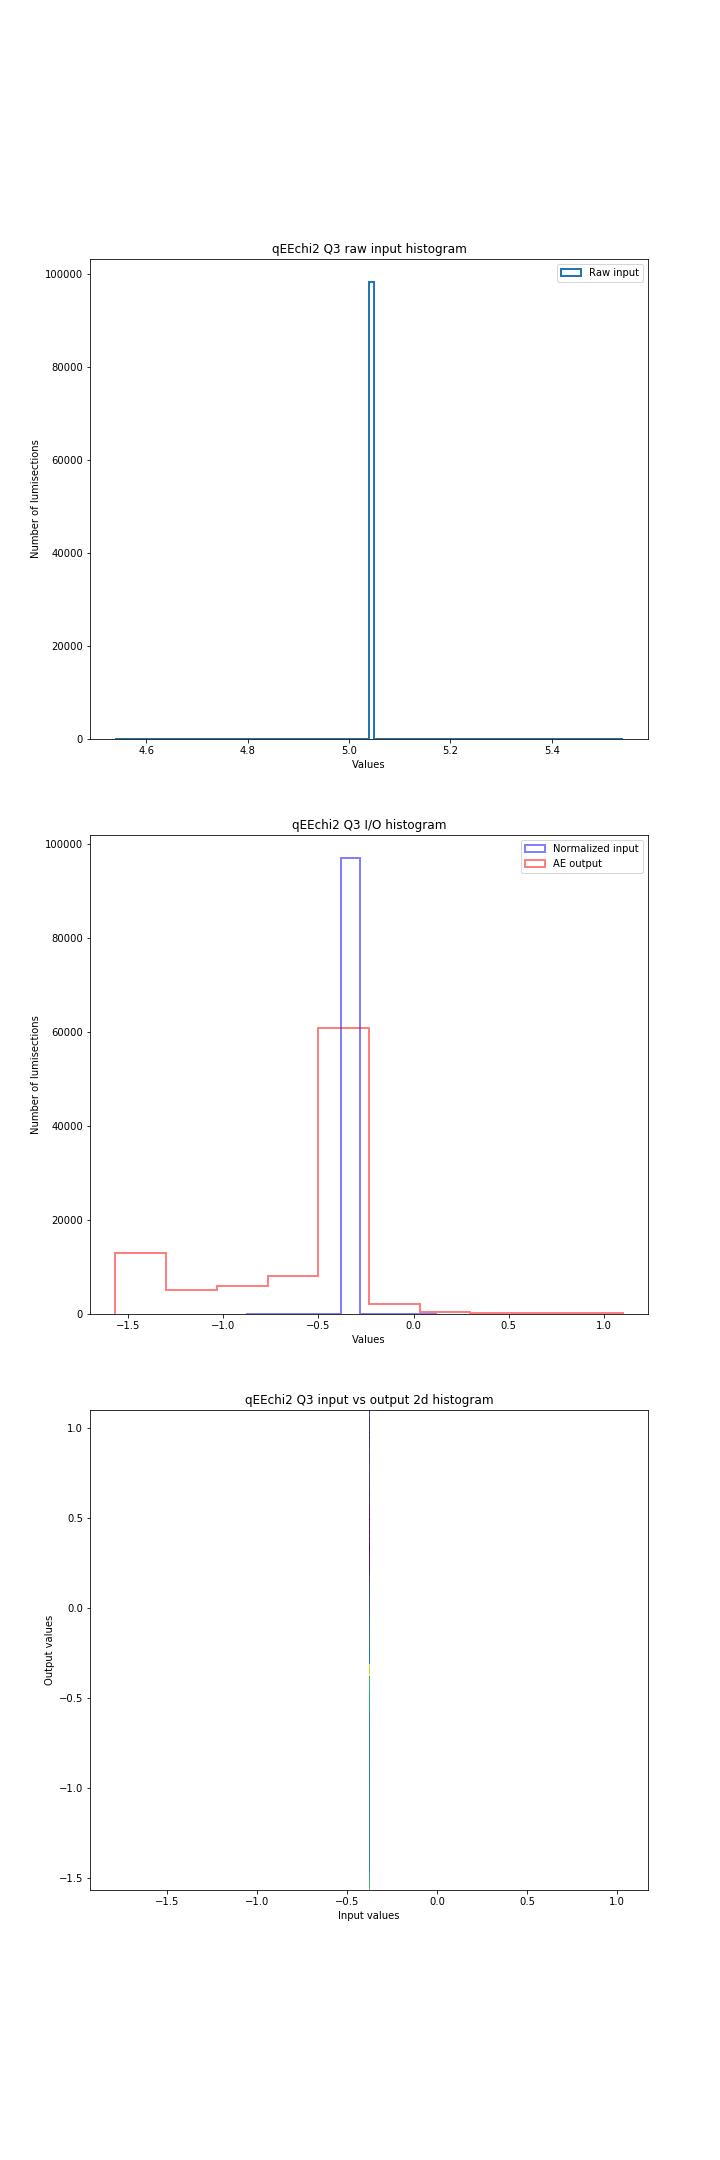 qEEchi2 Q3 raw input histogram
100000
80000
60000
40000
20000
0
Number of lumisections
Raw input
4.6 4.8 5.0 5.2 5.4
Values
qEEchi2 Q3 I/O histogram
100000
80000
60000
40000
20000
0
Number of lumisections
Normalized input
AE output
−1.5 −1.0 −0.5 0.0 0.5 1.0
Values
qEEchi2 Q3 input vs output 2d histogram
1.0
0.5
0.0
−0.5
−1.0
−1.5
Output values
−1.5 −1.0 −0.5 0.0 0.5 1.0
Input values